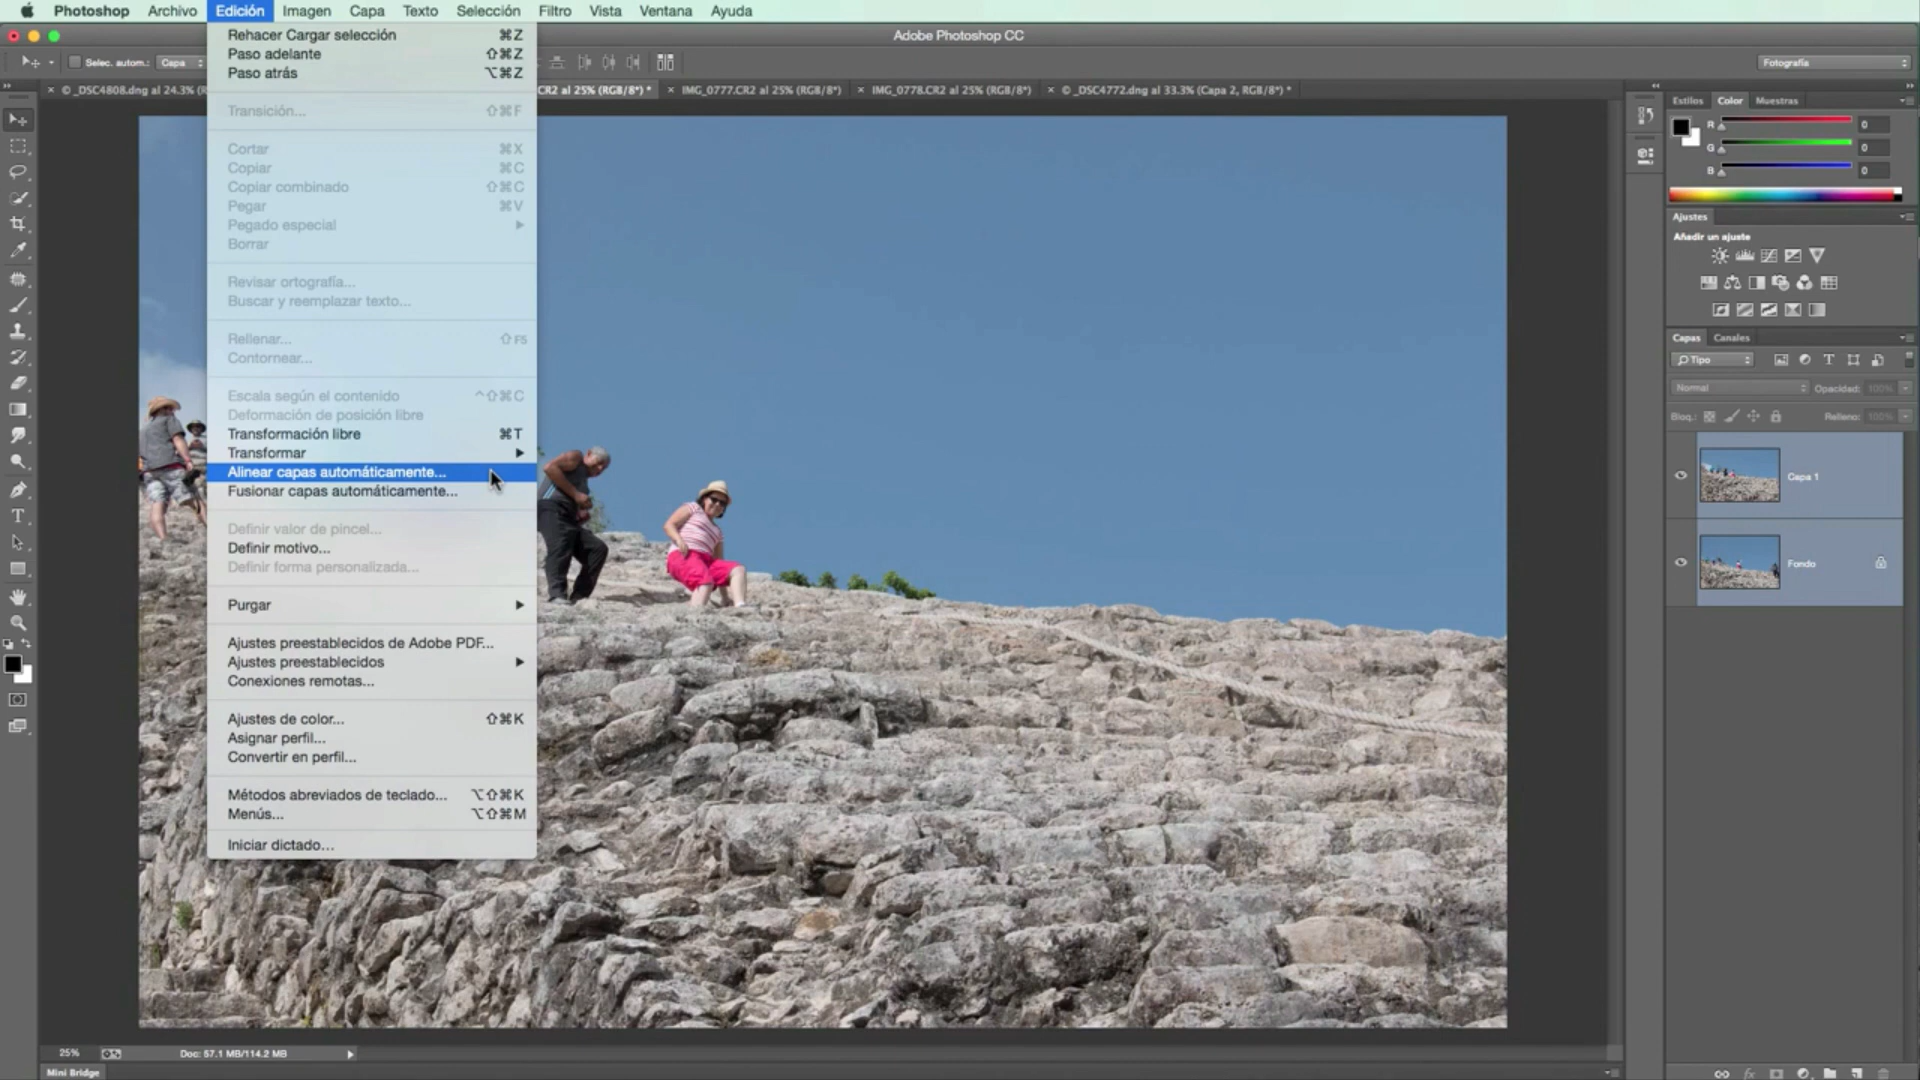 Photoshop Archivo Edición Imagen Capa Texto Selección Filtro Vista Ventana Ayuda
Adobe Photoshop CC
Selec. autom.: Capa
Fotografía
× © _DSC4808.dng al 24.3% (R
CR2 al 25% (RGB/8*) * × IMG_0777.CR2 al 25% (RGB/8*) × IMG_0778.CR2 al 25% (RGB/8*) × © _DSC4772.dng al 33.3% (Capa 2, RGB/8*) *
Rehacer Cargar selección ⌘Z
Paso adelante ⇧⌘Z
Paso atrás ⌥⌘Z
Transición... ⇧⌘F
Cortar ⌘X
Copiar ⌘C
Copiar combinado ⇧⌘C
Pegar ⌘V
Pegado especial
Borrar
Revisar ortografía...
Buscar y reemplazar texto...
Rellenar... ⇧F5
Contornear...
Escala según el contenido ^⇧⌘C
Deformación de posición libre
Transformación libre ⌘T
Transformar
Alinear capas automáticamente...
Fusionar capas automáticamente...
Definir valor de pincel...
Definir motivo...
Definir forma personalizada...
Purgar
Ajustes preestablecidos de Adobe PDF...
Ajustes preestablecidos
Conexiones remotas...
Ajustes de color... ⇧⌘K
Asignar perfil...
Convertir en perfil...
Métodos abreviados de teclado... ⌥⇧⌘K
Menús... ⌥⇧⌘M
Iniciar dictado...
Estilos Color Muestras
R 0
G 0
B 0
Ajustes
Añadir un ajuste
Capas Canales
Tipo
Normal Opacidad: 100%
Bloq.: Relleno: 100%
Capa 1
Fondo
25% Doc: 57.1 MB/114.2 MB
Mini Bridge